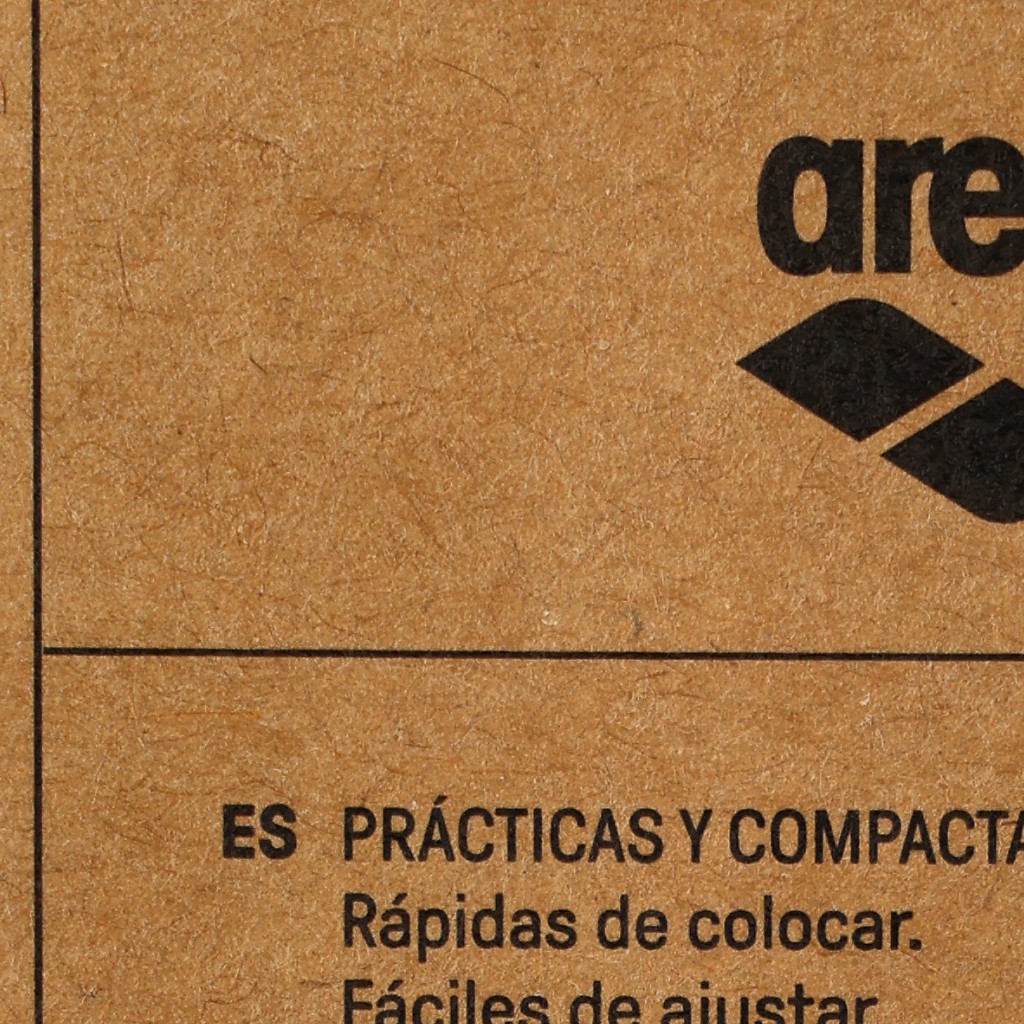 are
ES PRÁCTICAS Y COMPACTA
Rápidas de colocar.
Fáciles de ajustar